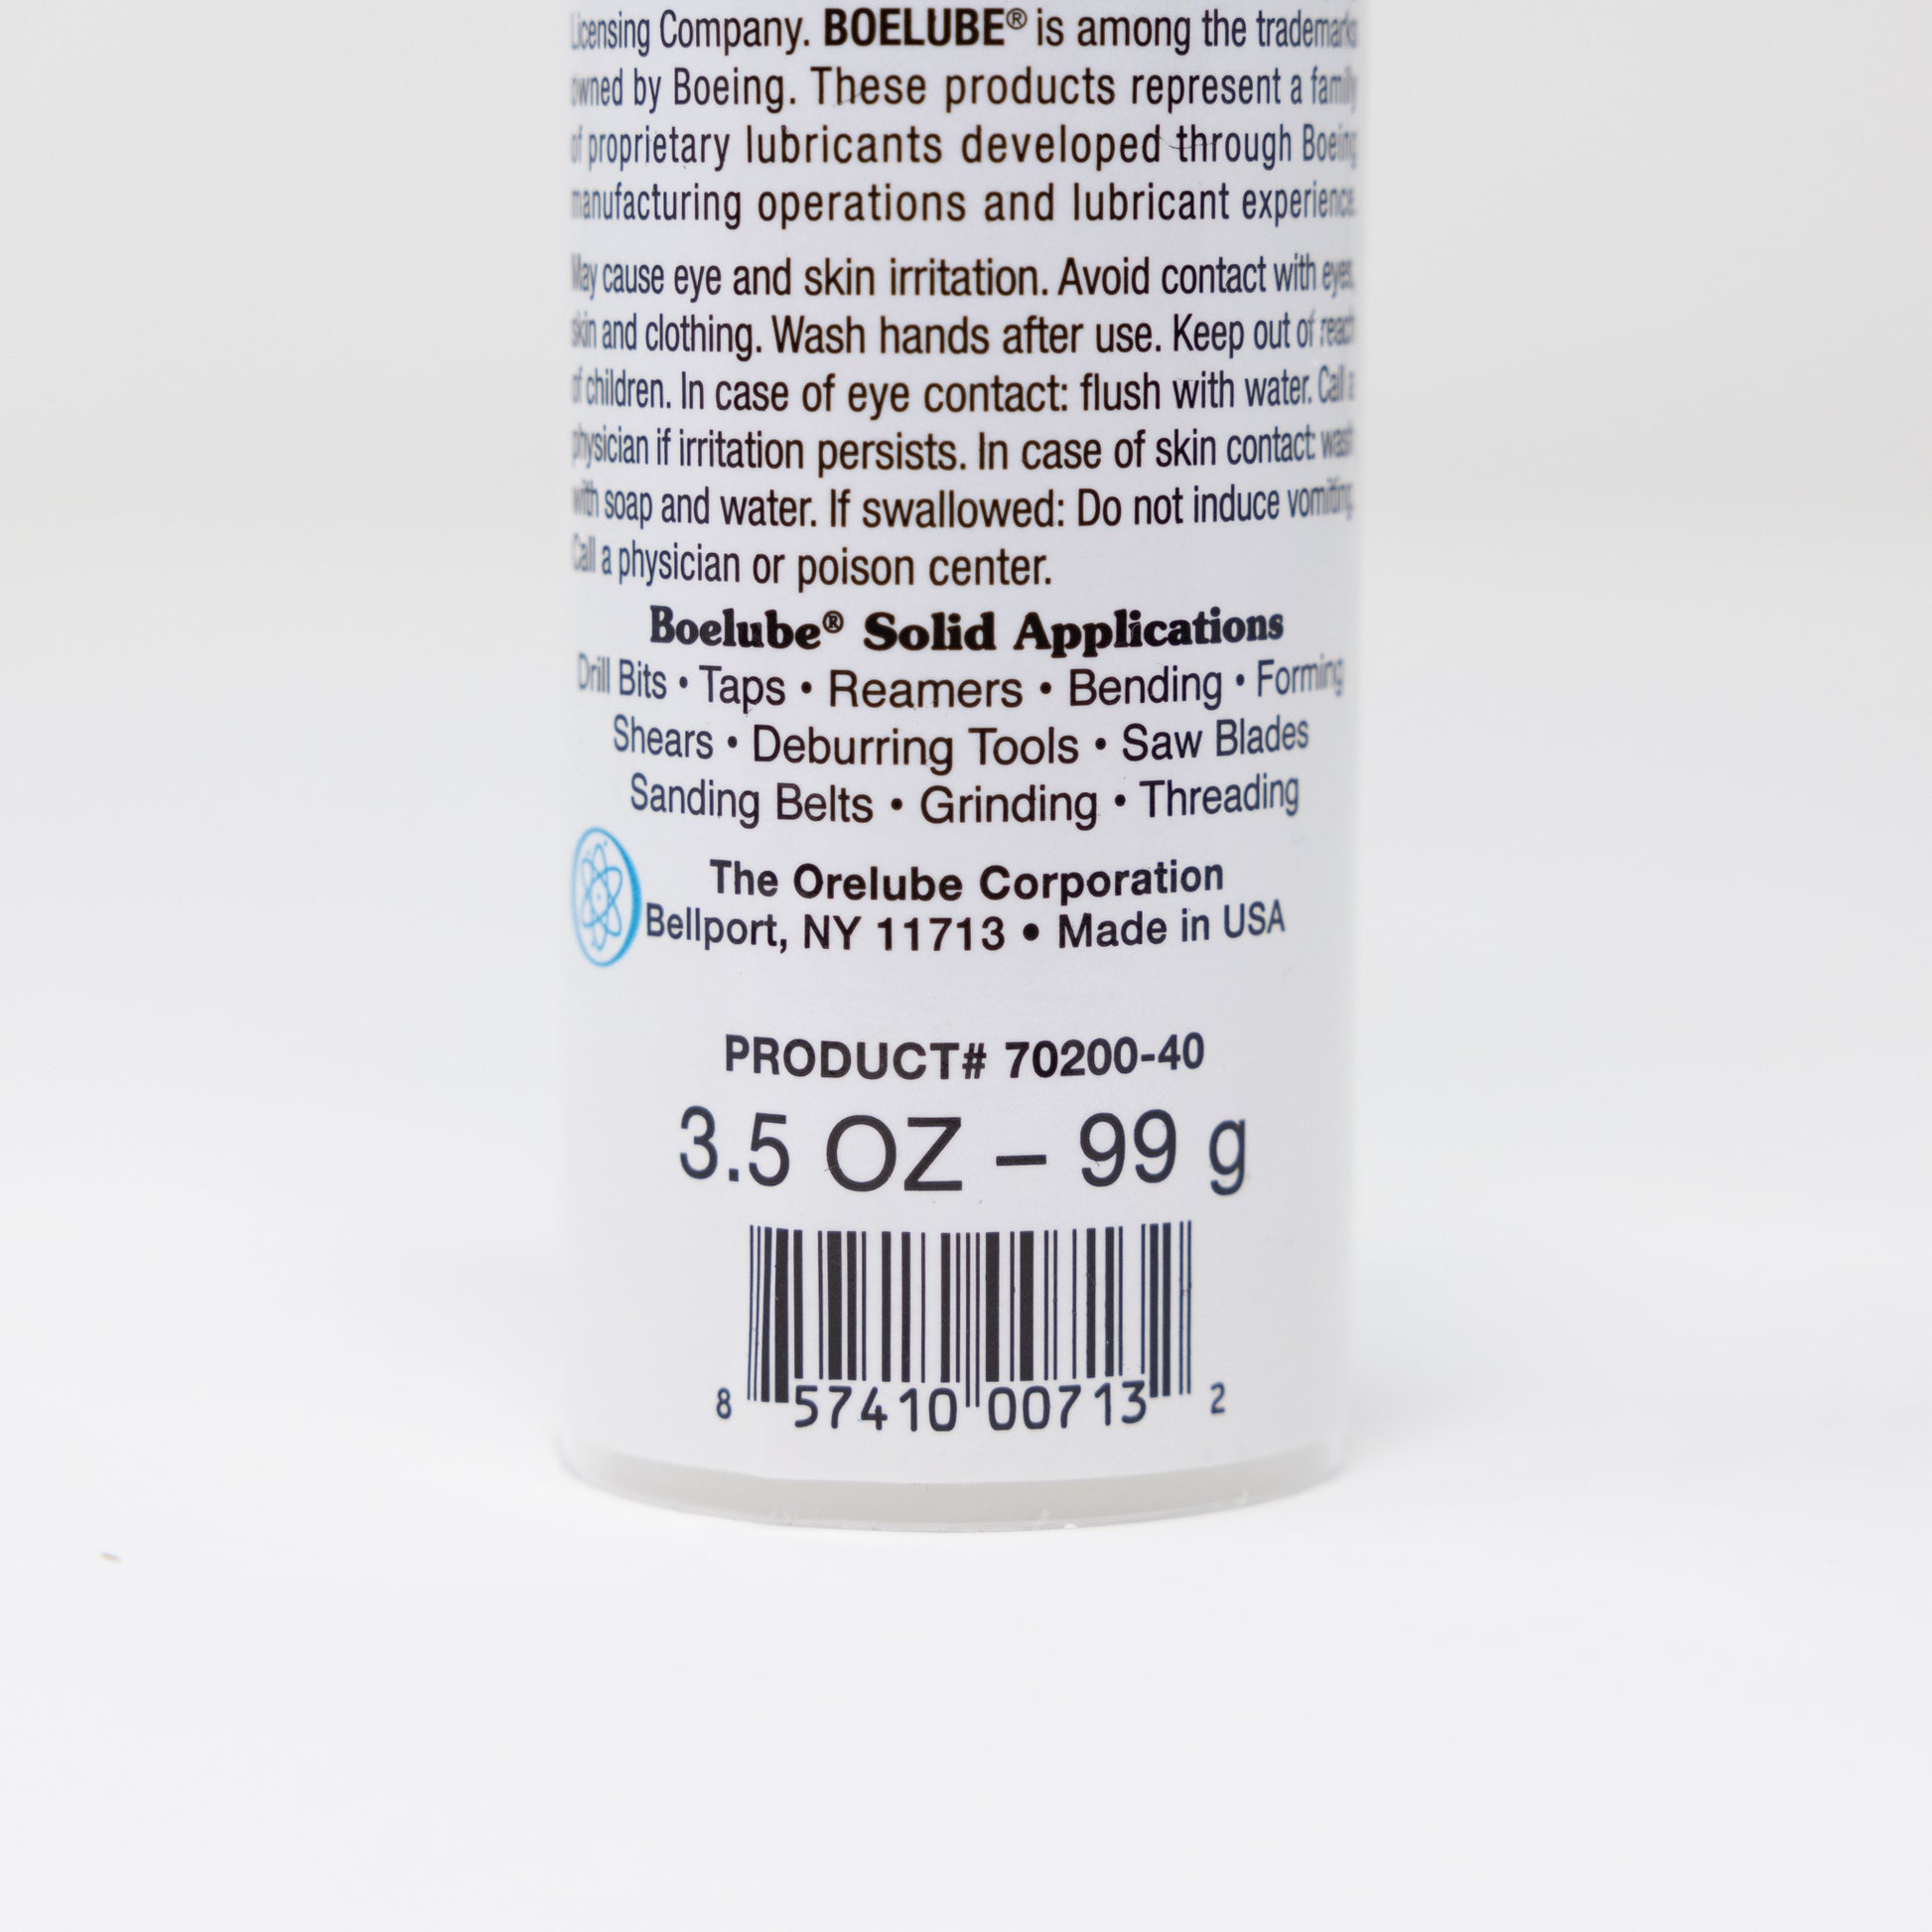 Licensing Company. BOELUBE® is among the trademarks
owned by Boeing. These products represent a family
of proprietary lubricants developed through Boeing
manufacturing operations and lubricant experience.
May cause eye and skin irritation. Avoid contact with eyes,
skin and clothing. Wash hands after use. Keep out of reach
of children. In case of eye contact: flush with water. Call a
physician if irritation persists. In case of skin contact: wash
with soap and water. If swallowed: Do not induce vomiting.
Call a physician or poison center.
Boelube® Solid Applications
Drill Bits • Taps • Reamers • Bending • Forming
Shears • Deburring Tools • Saw Blades
Sanding Belts • Grinding • Threading
The Orelube Corporation
Bellport, NY 11713 • Made in USA
PRODUCT# 70200-40
3.5 OZ – 99 g
8 57410 00713 2